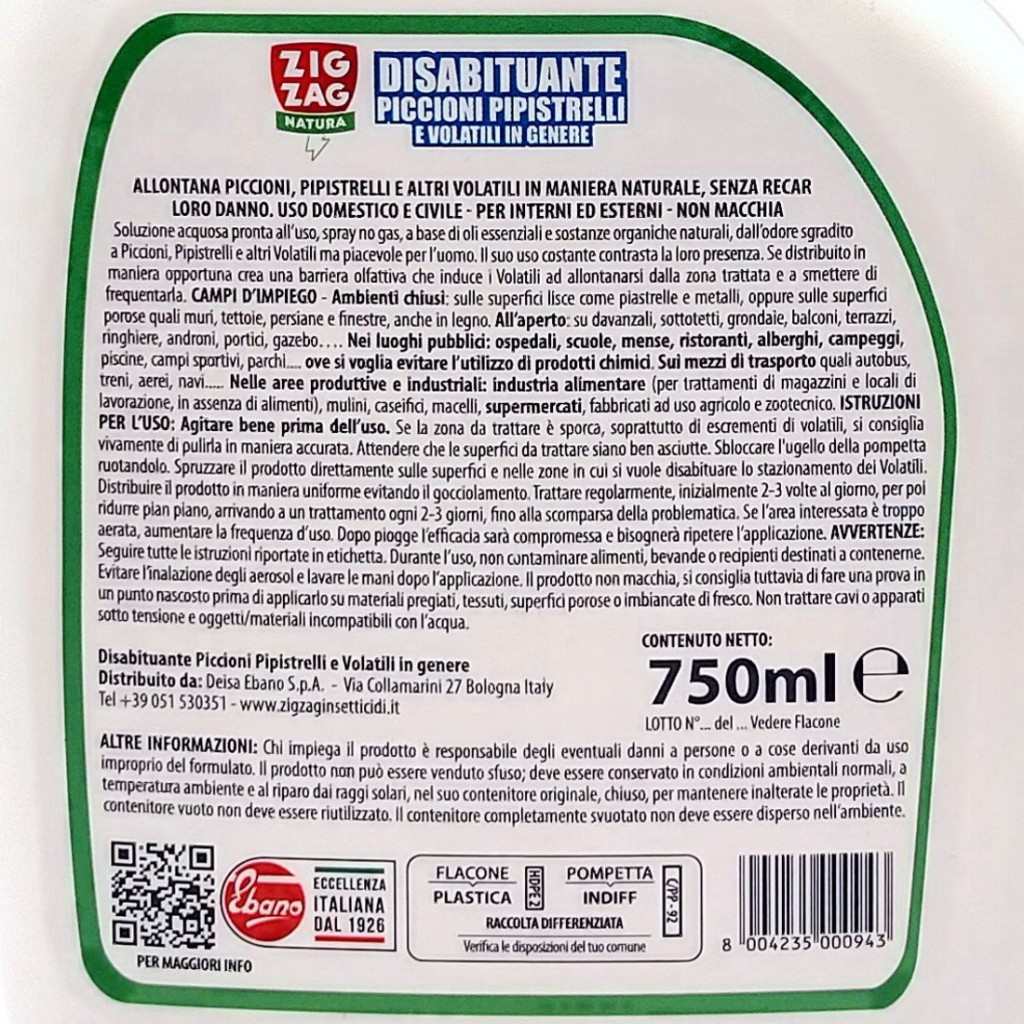 ZIG
ZAG
NATURA
DISABITUANTE
PICCIONI PIPISTRELLI
E VOLATILI IN GENERE
ALLONTANA PICCIONI, PIPISTRELLI E ALTRI VOLATILI IN MANIERA NATURALE, SENZA RECAR
LORO DANNO. USO DOMESTICO E CIVILE - PER INTERNI ED ESTERNI - NON MACCHIA
Soluzione acquosa pronta all'uso, spray no gas, a base di oli essenziali e sostanze organiche naturali, dall'odore sgradito
a Piccioni, Pipistrelli e altri Volatili ma piacevole per l'uomo. Il suo uso costante contrasta la loro presenza. Se distribuito in
maniera opportuna crea una barriera olfattiva che induce i Volatili ad allontanarsi dalla zona trattata e a smettere di
frequentarla. CAMPI D'IMPIEGO - Ambienti chiusi: sulle superfici lisce come piastrelle e metalli, oppure sulle superfici
porose quali muri, tettoie, persiane e finestre, anche in legno. All'aperto: su davanzali, sottotetti, grondaie, balconi, terrazzi,
ringhiere, androni, portici, gazebo.... Nei luoghi pubblici: ospedali, scuole, mense, ristoranti, alberghi, campeggi,
piscine, campi sportivi, parchi.... ove si voglia evitare l'utilizzo di prodotti chimici. Sui mezzi di trasporto quali autobus,
treni, aerei, navi..... Nelle aree produttive e industriali: industria alimentare (per trattamenti di magazzini e locali di
lavorazione, in assenza di alimenti), mulini, caseifici, macelli, supermercati, fabbricati ad uso agricolo e zootecnico. ISTRUZIONI
PER L'USO: Agitare bene prima dell'uso. Se la zona da trattare è sporca, soprattutto di escrementi di volatili, si consiglia
vivamente di pulirla in maniera accurata. Attendere che le superfici da trattare siano ben asciutte. Sbloccare l'ugello della pompetta
ruotandolo. Spruzzare il prodotto direttamente sulle superfici e nelle zone in cui si vuole disabituare lo stazionamento dei Volatili.
Distribuire il prodotto in maniera uniforme evitando il gocciolamento. Trattare regolarmente, inizialmente 2-3 volte al giorno, per poi
ridurre pian piano, arrivando a un trattamento ogni 2-3 giorni, fino alla scomparsa della problematica. Se l'area interessata è troppo
aerata, aumentare la frequenza d'uso. Dopo piogge l'efficacia sarà compromessa e bisognerà ripetere l'applicazione. AVVERTENZE:
Seguire tutte le istruzioni riportate in etichetta. Durante l'uso, non contaminare alimenti, bevande o recipienti destinati a contenerne.
Evitare l'inalazione degli aerosol e lavare le mani dopo l'applicazione. Il prodotto non macchia, si consiglia tuttavia di fare una prova in
un punto nascosto prima di applicarlo su materiali pregiati, tessuti, superfici porose o imbiancate di fresco. Non trattare cavi o apparati
sotto tensione e oggetti/materiali incompatibili con l'acqua.
Disabituante Piccioni Pipistrelli e Volatili in genere
Distribuito da: Deisa Ebano S.p.A. - Via Collamarini 27 Bologna Italy
Tel +39 051 530351 - www.zigzaginsetticidi.it
CONTENUTO NETTO:
750ml ℮
LOTTO N°... del ... Vedere Flacone
ALTRE INFORMAZIONI: Chi impiega il prodotto è responsabile degli eventuali danni a persone o a cose derivanti da uso
improprio del formulato. Il prodotto non può essere venduto sfuso; deve essere conservato in condizioni ambientali normali, a
temperatura ambiente e al riparo dai raggi solari, nel suo contenitore originale, chiuso, per mantenere inalterate le proprietà. Il
contenitore vuoto non deve essere riutilizzato. Il contenitore completamente svuotato non deve essere disperso nell'ambiente.
PER MAGGIORI INFO
Ebano
ECCELLENZA
ITALIANA
DAL 1926
FLACONE
PLASTICA
HDPE 2
POMPETTA
INDIFF
C/PP-92
RACCOLTA DIFFERENZIATA
Verifica le disposizioni del tuo comune
8 004235 000943